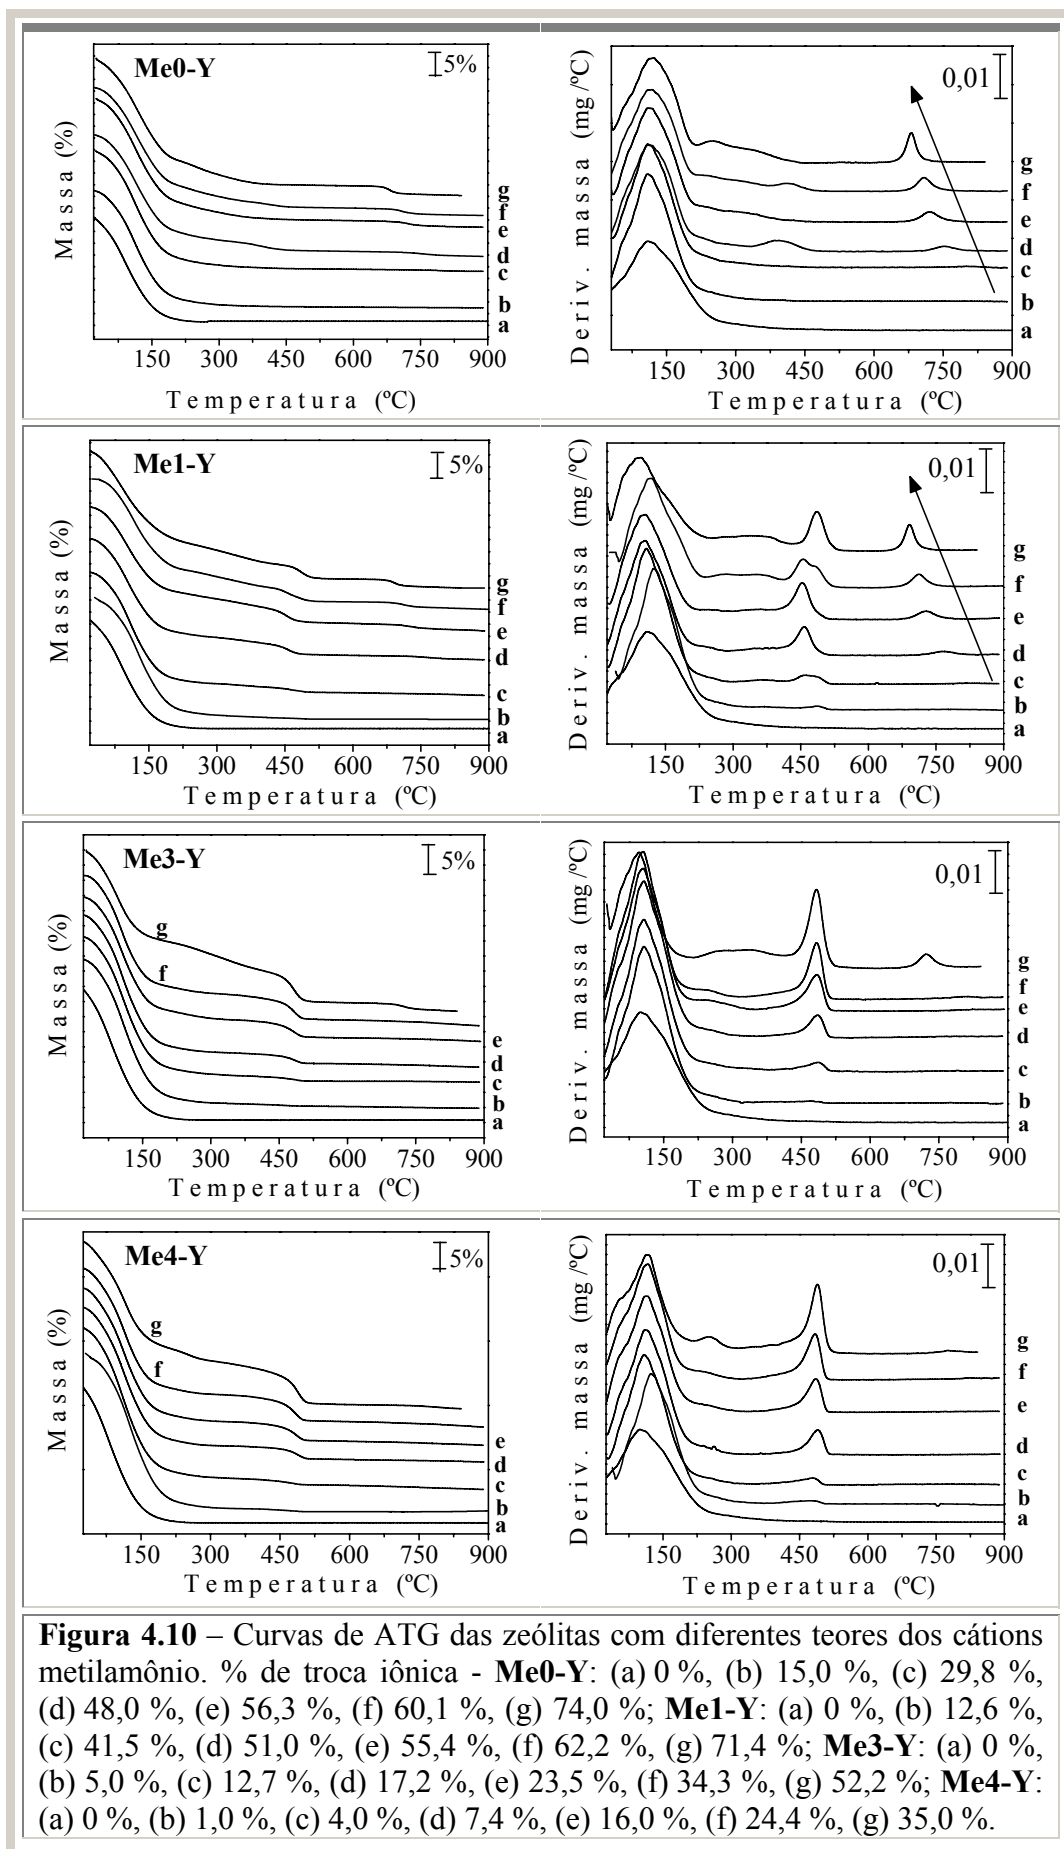 Me0-Y
5%
Massa (%)
g
f
e
d
c
b
a
150 300 450 600 750 900
Temperatura (ºC)
0,01
Deriv. massa (mg/ºC)
g
f
e
d
c
b
a
150 300 450 600 750 900
Temperatura (ºC)
Me1-Y
5%
Massa (%)
g
f
e
d
c
b
a
150 300 450 600 750 900
Temperatura (ºC)
0,01
Deriv. massa (mg/ºC)
g
f
e
d
c
b
a
150 300 450 600 750 900
Temperatura (ºC)
Me3-Y
5%
Massa (%)
g
f
e
d
c
b
a
150 300 450 600 750 900
Temperatura (ºC)
0,01
Deriv. massa (mg/ºC)
g
f
e
d
c
b
a
150 300 450 600 750 900
Temperatura (ºC)
Me4-Y
5%
Massa (%)
g
f
e
d
c
b
a
150 300 450 600 750 900
Temperatura (ºC)
0,01
Deriv. massa (mg/ºC)
g
f
e
d
c
b
a
150 300 450 600 750 900
Temperatura (ºC)
Figura 4.10 – Curvas de ATG das zeólitas com diferentes teores dos cátions
metilamônio. % de troca iônica - Me0-Y: (a) 0 %, (b) 15,0 %, (c) 29,8 %,
(d) 48,0 %, (e) 56,3 %, (f) 60,1 %, (g) 74,0 %; Me1-Y: (a) 0 %, (b) 12,6 %,
(c) 41,5 %, (d) 51,0 %, (e) 55,4 %, (f) 62,2 %, (g) 71,4 %; Me3-Y: (a) 0 %,
(b) 5,0 %, (c) 12,7 %, (d) 17,2 %, (e) 23,5 %, (f) 34,3 %, (g) 52,2 %; Me4-Y:
(a) 0 %, (b) 1,0 %, (c) 4,0 %, (d) 7,4 %, (e) 16,0 %, (f) 24,4 %, (g) 35,0 %.